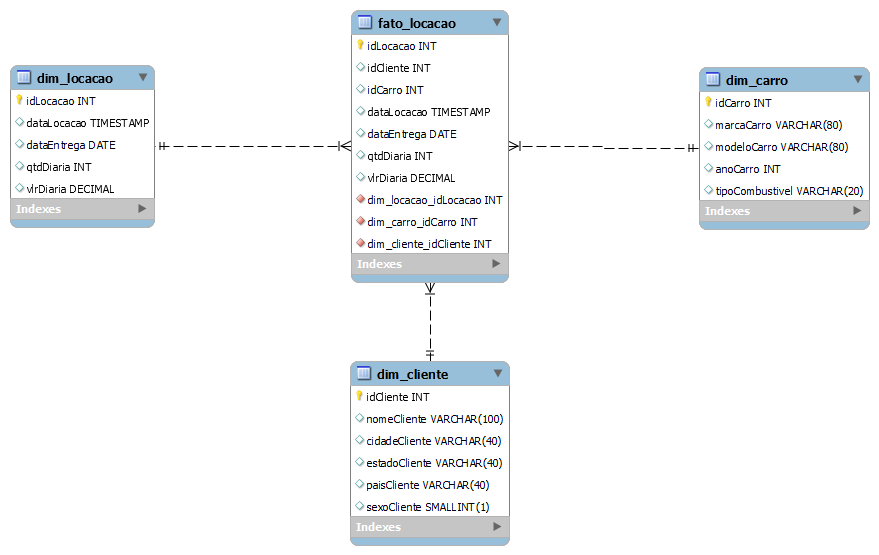 fato_locacao
idLocacao INT
idCliente INT
idCarro INT
dataLocacao TIMESTAMP
dataEntrega DATE
qtdDiaria INT
vlrDiaria DECIMAL
dim_locacao_idLocacao INT
dim_carro_idCarro INT
dim_cliente_idCliente INT
Indexes
dim_locacao
idLocacao INT
dataLocacao TIMESTAMP
dataEntrega DATE
qtdDiaria INT
vlrDiaria DECIMAL
Indexes
dim_carro
idCarro INT
marcaCarro VARCHAR(80)
modeloCarro VARCHAR(80)
anoCarro INT
tipoCombustivel VARCHAR(20)
Indexes
dim_cliente
idCliente INT
nomeCliente VARCHAR(100)
cidadeCliente VARCHAR(40)
estadoCliente VARCHAR(40)
paisCliente VARCHAR(40)
sexoCliente SMALLINT(1)
Indexes